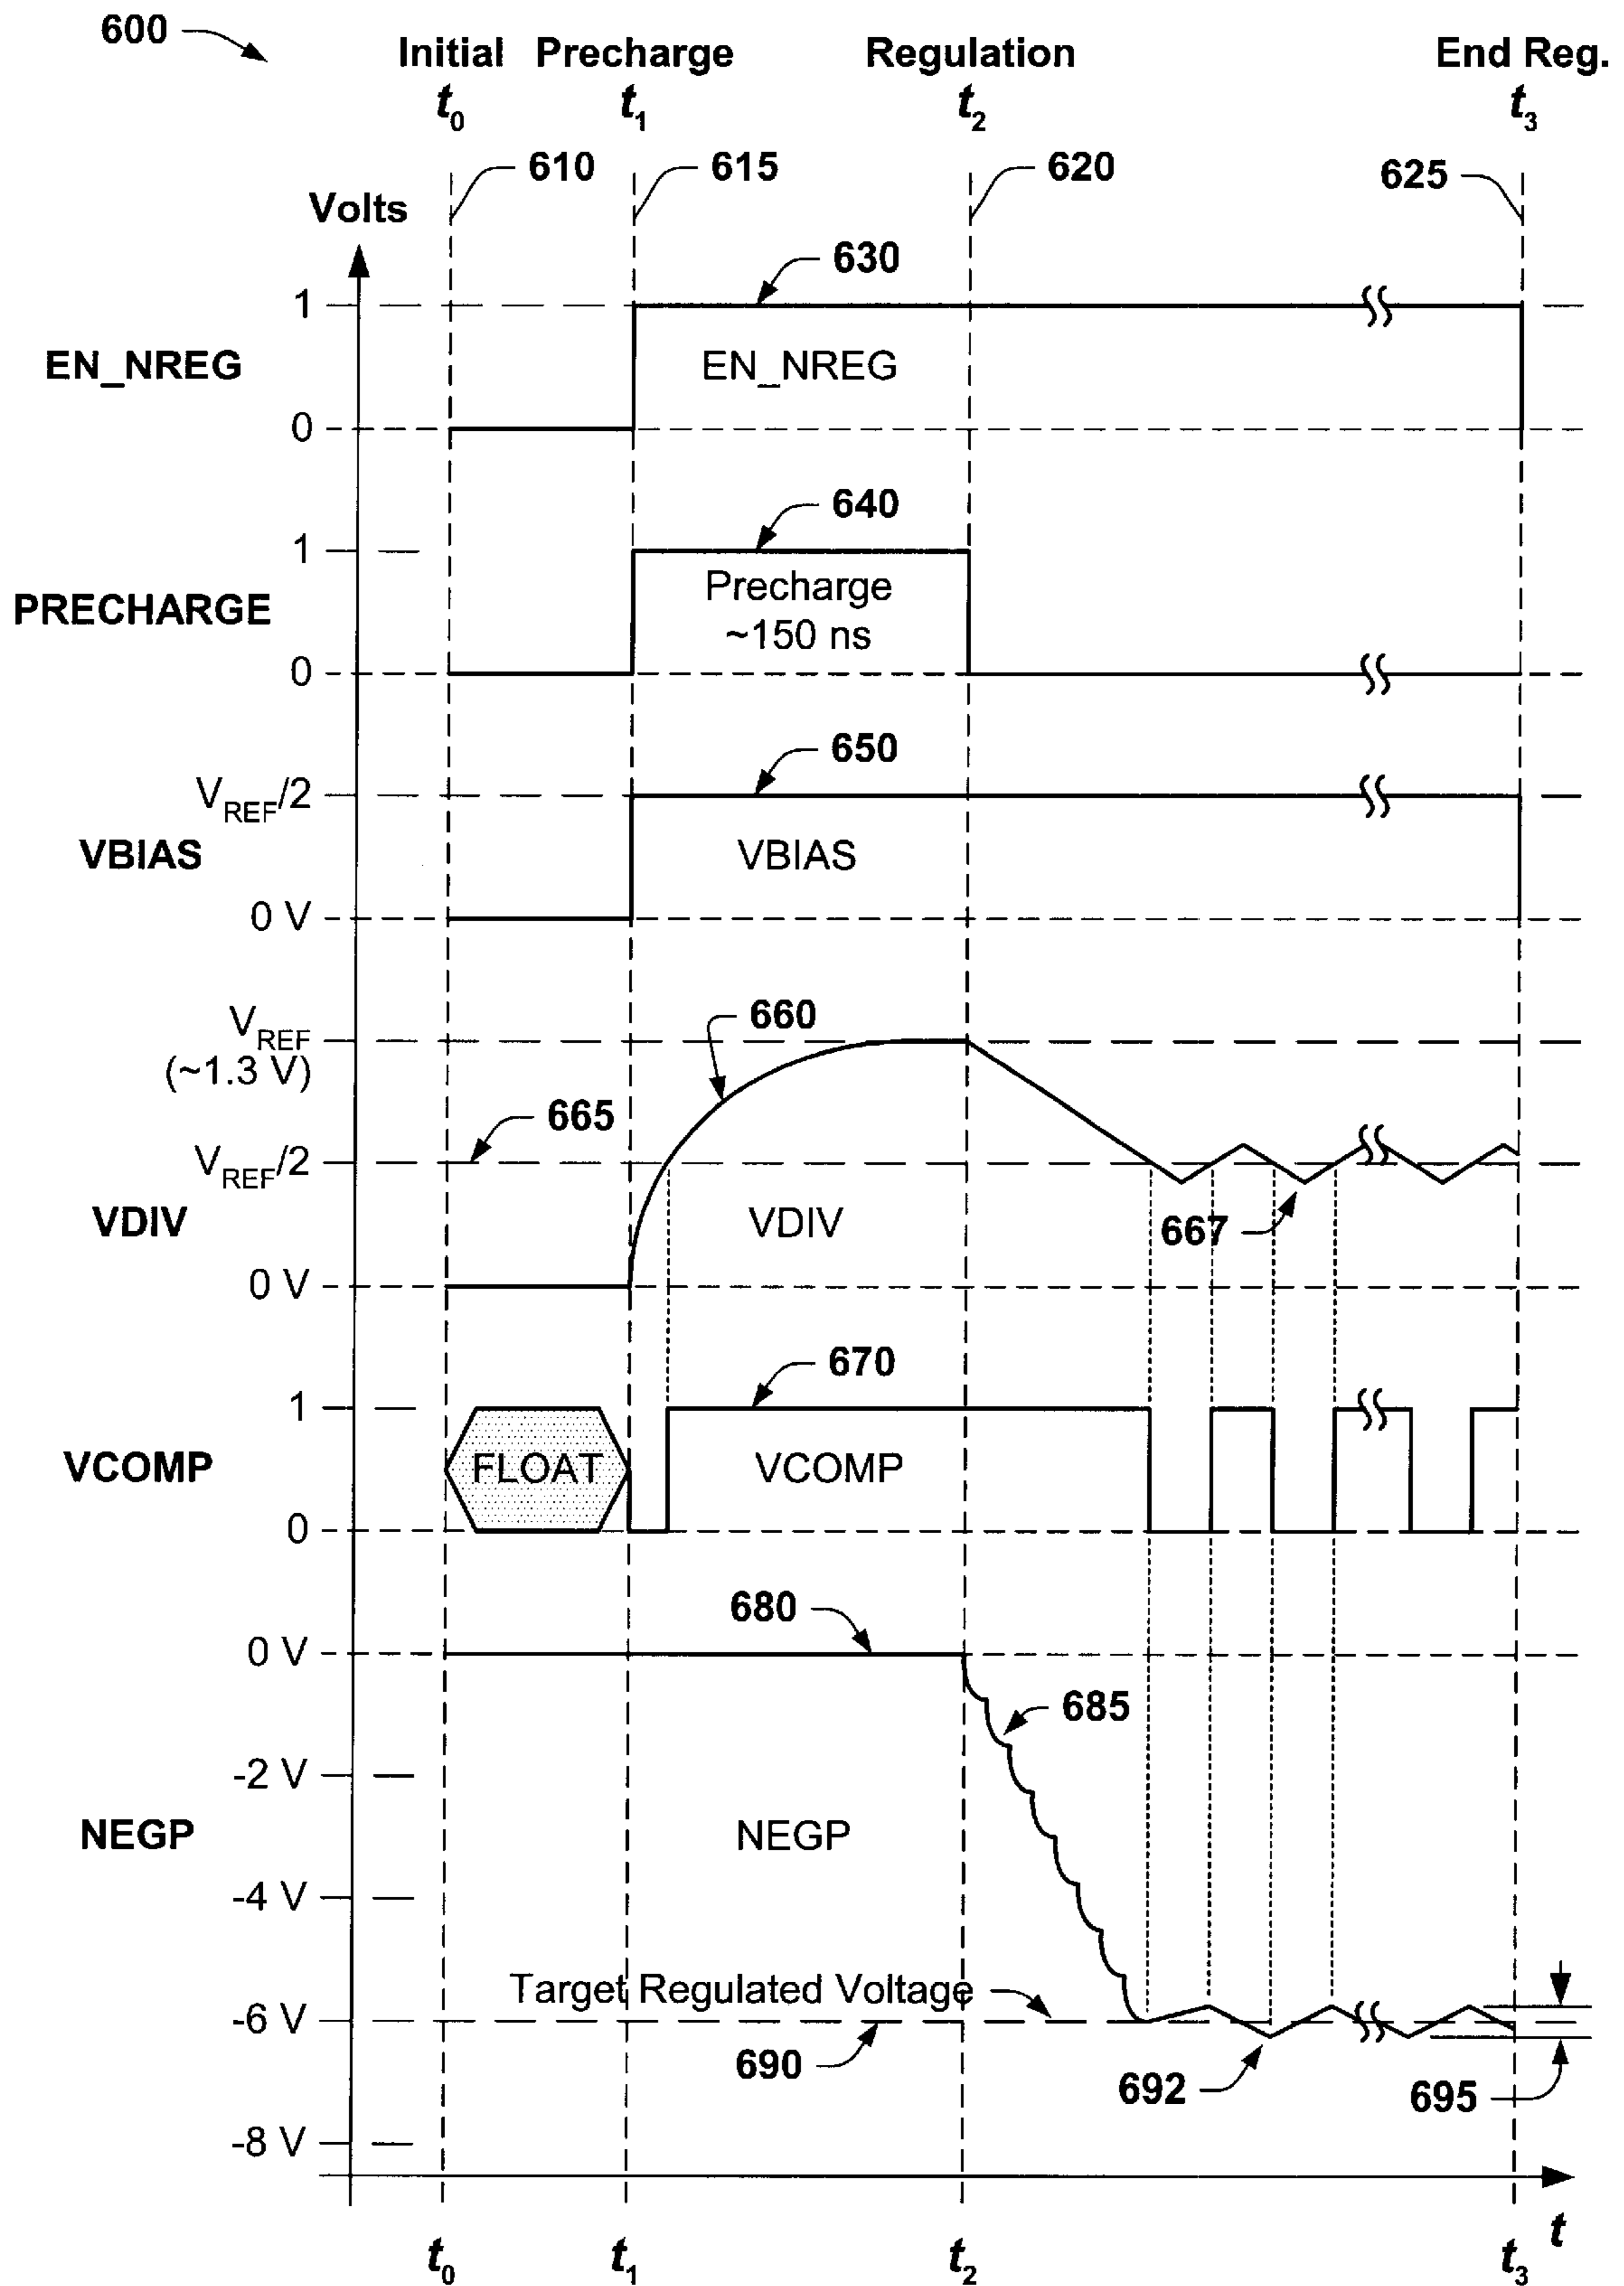 600
Initial Precharge Regulation End Reg.
t0 t1 t2 t3
610 615 620 625
Volts
630
1
EN_NREG EN_NREG
0
640
1
Precharge
PRECHARGE
~150 ns
0
650
VREF/2
VBIAS VBIAS
0 V
660
VREF
(~1.3 V)
665
VREF/2
VDIV VDIV 667
0 V
670
1
VCOMP FLOAT VCOMP
0
680
0 V
685
-2 V
NEGP NEGP
-4 V
Target Regulated Voltage
-6 V
690 692 695
-8 V
t
t0 t1 t2 t3